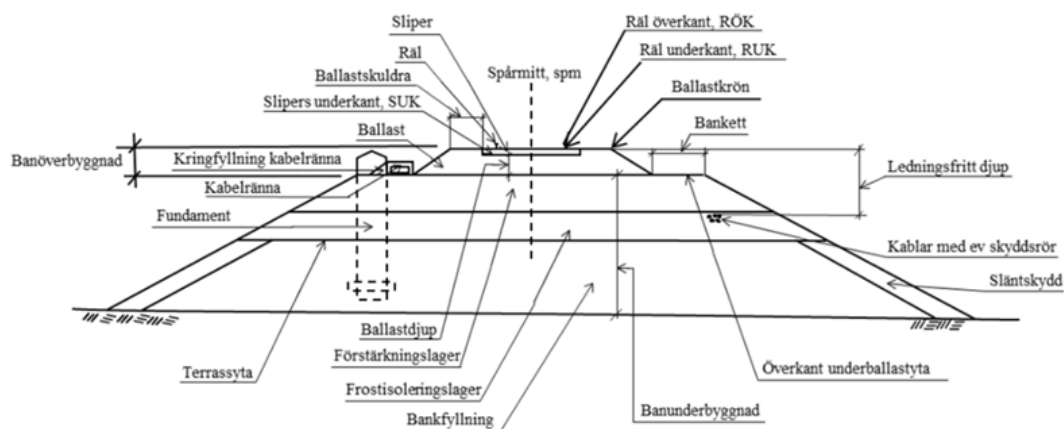 Sliper
Räl överkant, RÖK
Räl
Räl underkant, RUK
Ballastskuldra
Spårmitt, spm
Slipers underkant, SUK
Ballastkrön
Ballast
Bankett
Banöverbyggnad
Kringfyllning kabelränna
Ledningsfritt djup
Kabelränna
Fundament
Kablar med ev skyddsrör
Släntskydd
Ballastdjup
Förstärkningslager
Terrassyta
Överkant underballastyta
Frostisoleringslager
Bankfyllning
Banunderbyggnad